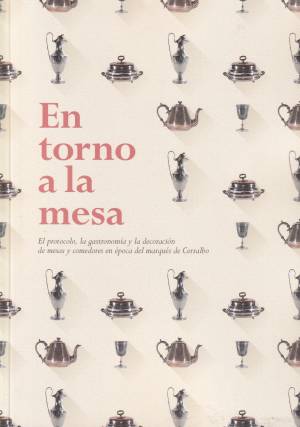 En
torno
a la
mesa
El protocolo, la gastronomía y la decoración
de mesas y comedores en época del marqués de Cerralbo